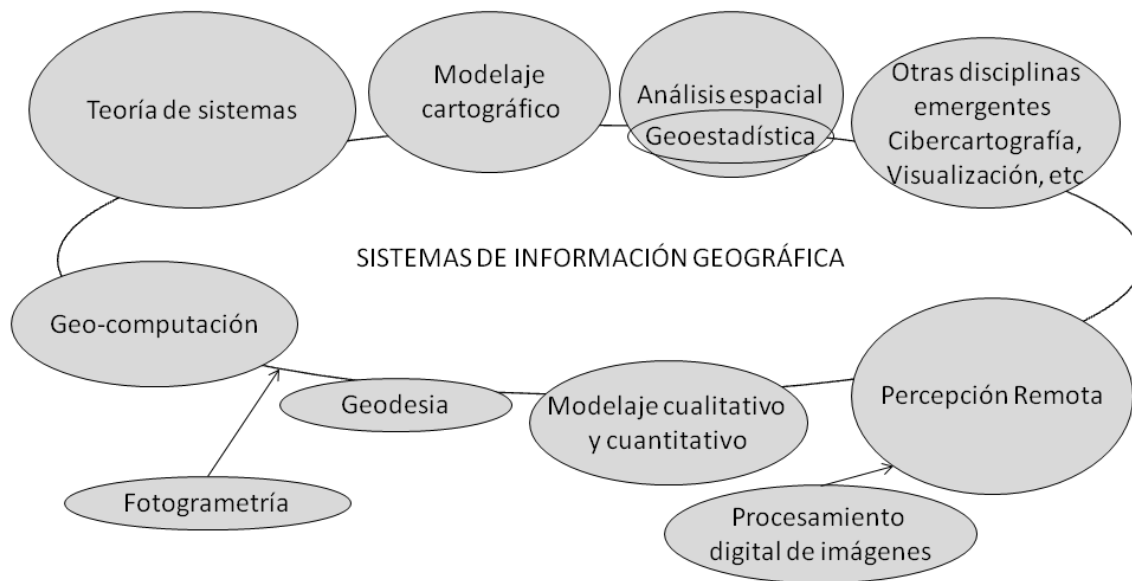 Teoría de sistemas
Modelaje
cartográfico
Análisis espacial
Geoestadística
Otras disciplinas
emergentes
Cibercartografía,
Visualización, etc
SISTEMAS DE INFORMACIÓN GEOGRÁFICA
Geo-computación
Geodesia
Modelaje cualitativo
y cuantitativo
Percepción Remota
Fotogrametría
Procesamiento
digital de imágenes